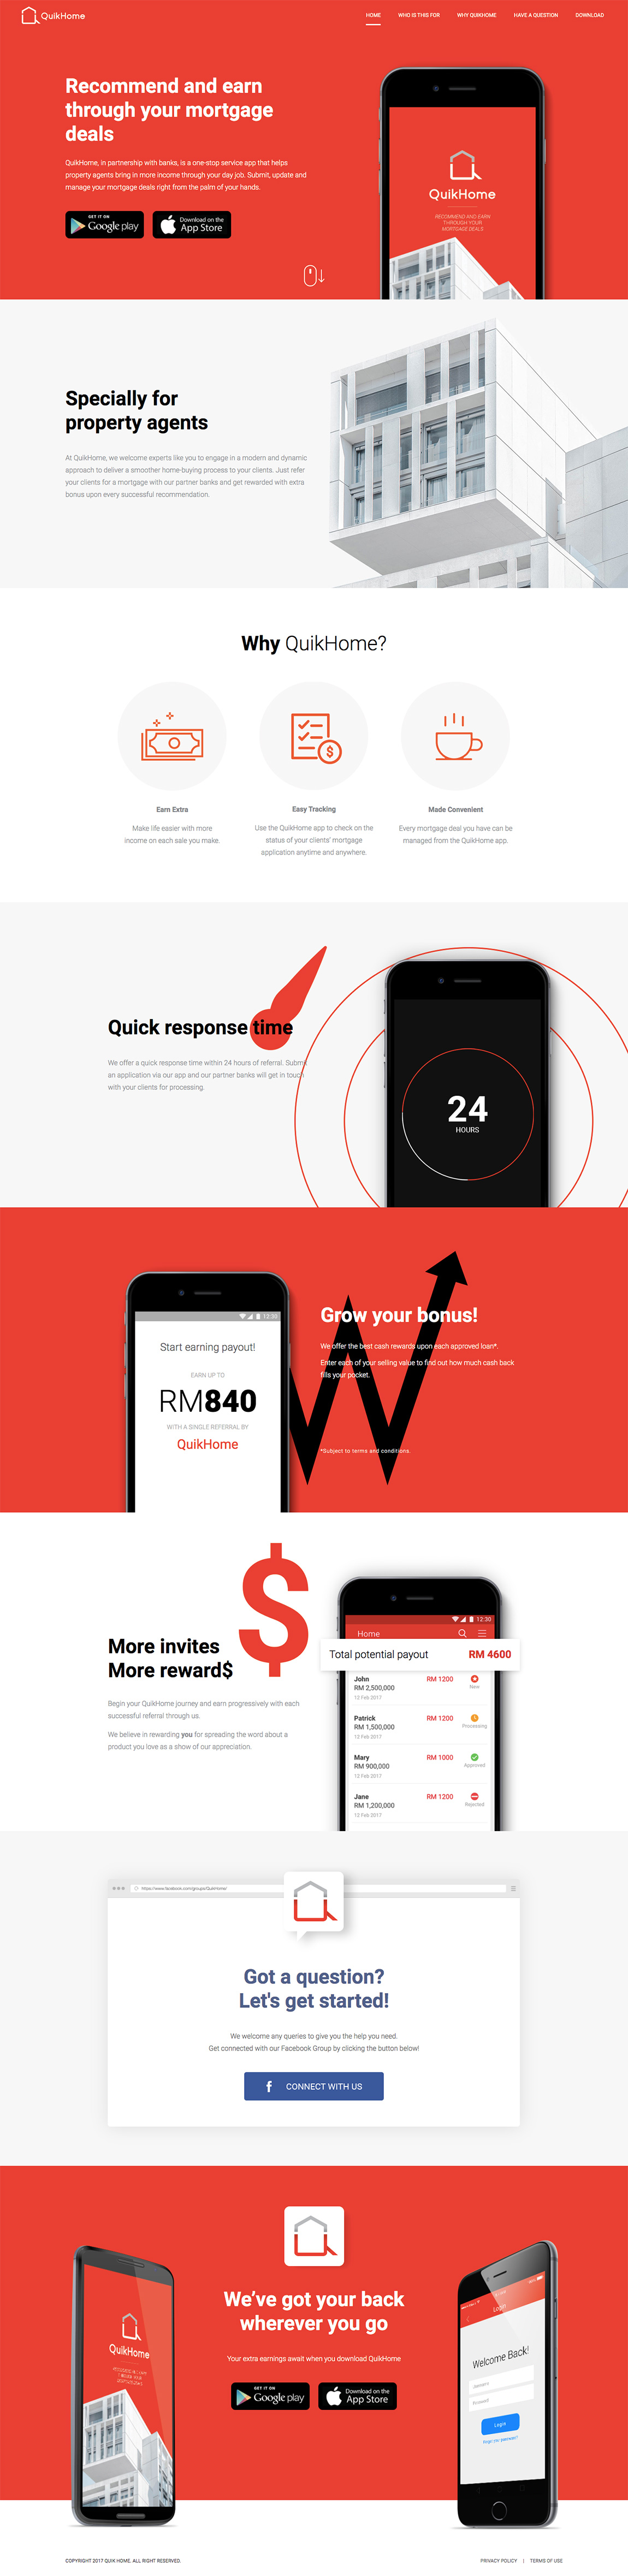 QuikHome
HOME WHO IS THIS FOR WHY QUIKHOME HAVE A QUESTION DOWNLOAD
Recommend and earn
through your mortgage
deals
QuikHome, in partnership with banks, is a one-stop service app that helps
property agents bring in more income through your day job. Submit, update and
manage your mortgage deals right from the palm of your hands.
GET IT ON
Google play
Download on the
App Store
QuikHome
RECOMMEND AND EARN
THROUGH YOUR
MORTGAGE DEALS
Specially for
property agents
At QuikHome, we welcome experts like you to engage in a modern and dynamic
approach to deliver a smoother home-buying process to your clients. Just refer
your clients for a mortgage with our partner banks and get rewarded with extra
bonus upon every successful recommendation.
Why QuikHome?
Earn Extra
Make life easier with more
income on each sale you make.
Easy Tracking
Use the QuikHome app to check on the
status of your clients' mortgage
application anytime and anywhere.
Made Convenient
Every mortgage deal you have can be
managed from the QuikHome app.
Quick response time
We offer a quick response time within 24 hours of referral. Submit
an application via our app and our partner banks will get in touch
with your clients for processing.
24
HOURS
12:30
Start earning payout!
EARN UP TO
RM840
WITH A SINGLE REFERRAL BY
QuikHome
Grow your bonus!
We offer the best cash rewards upon each approved loan*.
Enter each of your selling value to find out how much cash back
fills your pocket.
*Subject to terms and conditions.
$
More invites
More reward$
Begin your QuikHome journey and earn progressively with each
successful referral through us.
We believe in rewarding you for spreading the word about a
product you love as a show of our appreciation.
12:30
Home
Total potential payout RM 4600
John RM 1200
RM 2,500,000 New
12 Feb 2017
Patrick RM 1200
RM 1,500,000 Processing
12 Feb 2017
Mary RM 1000
RM 900,000 Approved
12 Feb 2017
Jane RM 1200
RM 1,200,000 Rejected
12 Feb 2017
https://www.facebook.com/groups/QuikHome/
Got a question?
Let's get started!
We welcome any queries to give you the help you need.
Get connected with our Facebook Group by clicking the button below!
f CONNECT WITH US
We've got your back
wherever you go
Your extra earnings await when you download QuikHome
GET IT ON
Google play
Download on the
App Store
QuikHome
RECOMMEND AND EARN
THROUGH YOUR
MORTGAGE DEALS
Login
Welcome Back!
Password
Login
Forgot your password?
COPYRIGHT 2017 QUIK HOME. ALL RIGHT RESERVED.
PRIVACY POLICY | TERMS OF USE